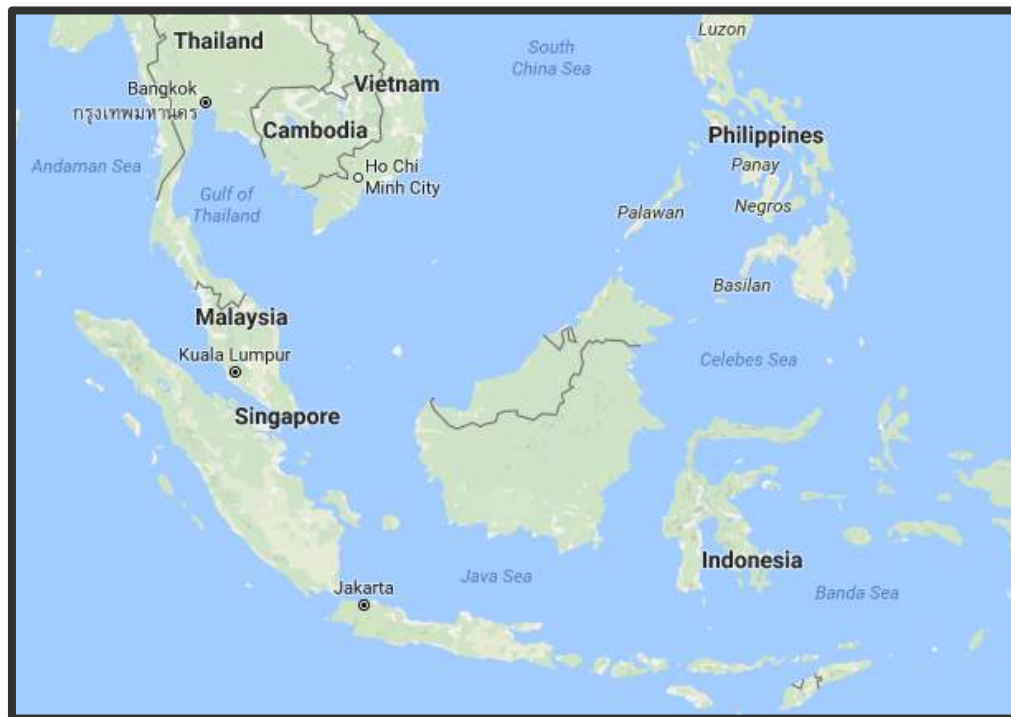 Luzon
Thailand
South
China Sea
Vietnam
Bangkok
กรุงเทพมหานคร
Cambodia
Philippines
Andaman Sea
Ho Chi
Minh City
Panay
Gulf of
Thailand
Palawan
Negros
Basilan
Malaysia
Kuala Lumpur
Celebes Sea
Singapore
Indonesia
Java Sea
Jakarta
Banda Sea